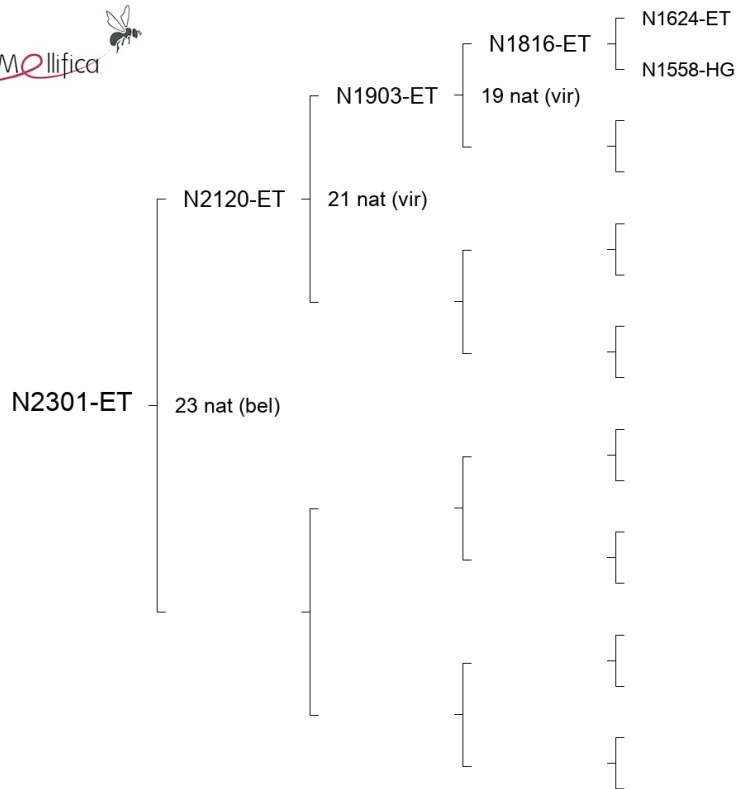 Mellifica
N1624-ET
N1816-ET
N1558-HG
N1903-ET
19 nat (vir)
N2120-ET
21 nat (vir)
N2301-ET
23 nat (bel)